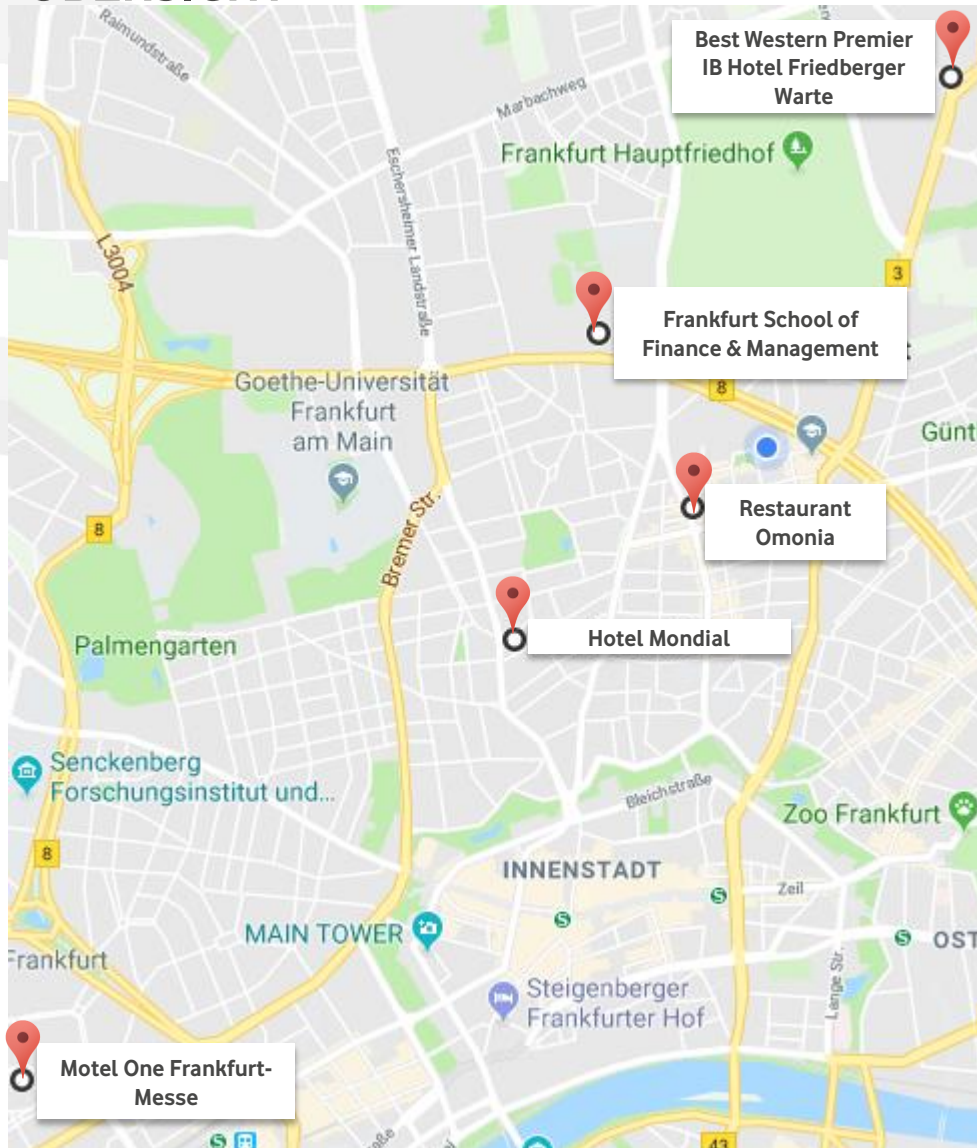 Raimundstraße
Best Western Premier
IB Hotel Friedberger
Warte
Marbachweg
Frankfurt Hauptfriedhof
Eschersheimer Landstraße
L3004
3
Frankfurt School of
Finance & Management
Goethe-Universität
Frankfurt
am Main
8
Günt
Restaurant
Omonia
8
Bremer Str.
Hotel Mondial
Palmengarten
Senckenberg
Forschungsinstitut und...
Bleichstraße
Zoo Frankfurt
8
INNENSTADT
Zeil
S
S
MAIN TOWER
S
OST
Frankfurt
Lange Str.
Steigenberger
Frankfurter Hof
Motel One Frankfurt-
Messe
S
43